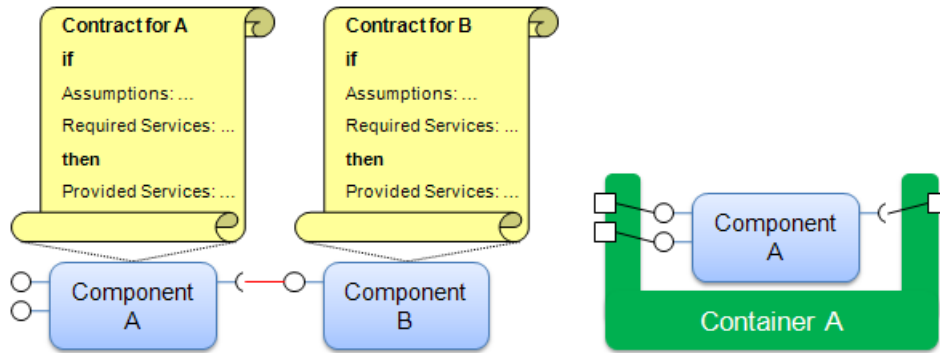 Contract for A
if
Assumptions: ...
Required Services: ...
then
Provided Services: ...
Contract for B
if
Assumptions: ...
Required Services: ...
then
Provided Services: ...
Component
A
Component
B
Component
A
Container A